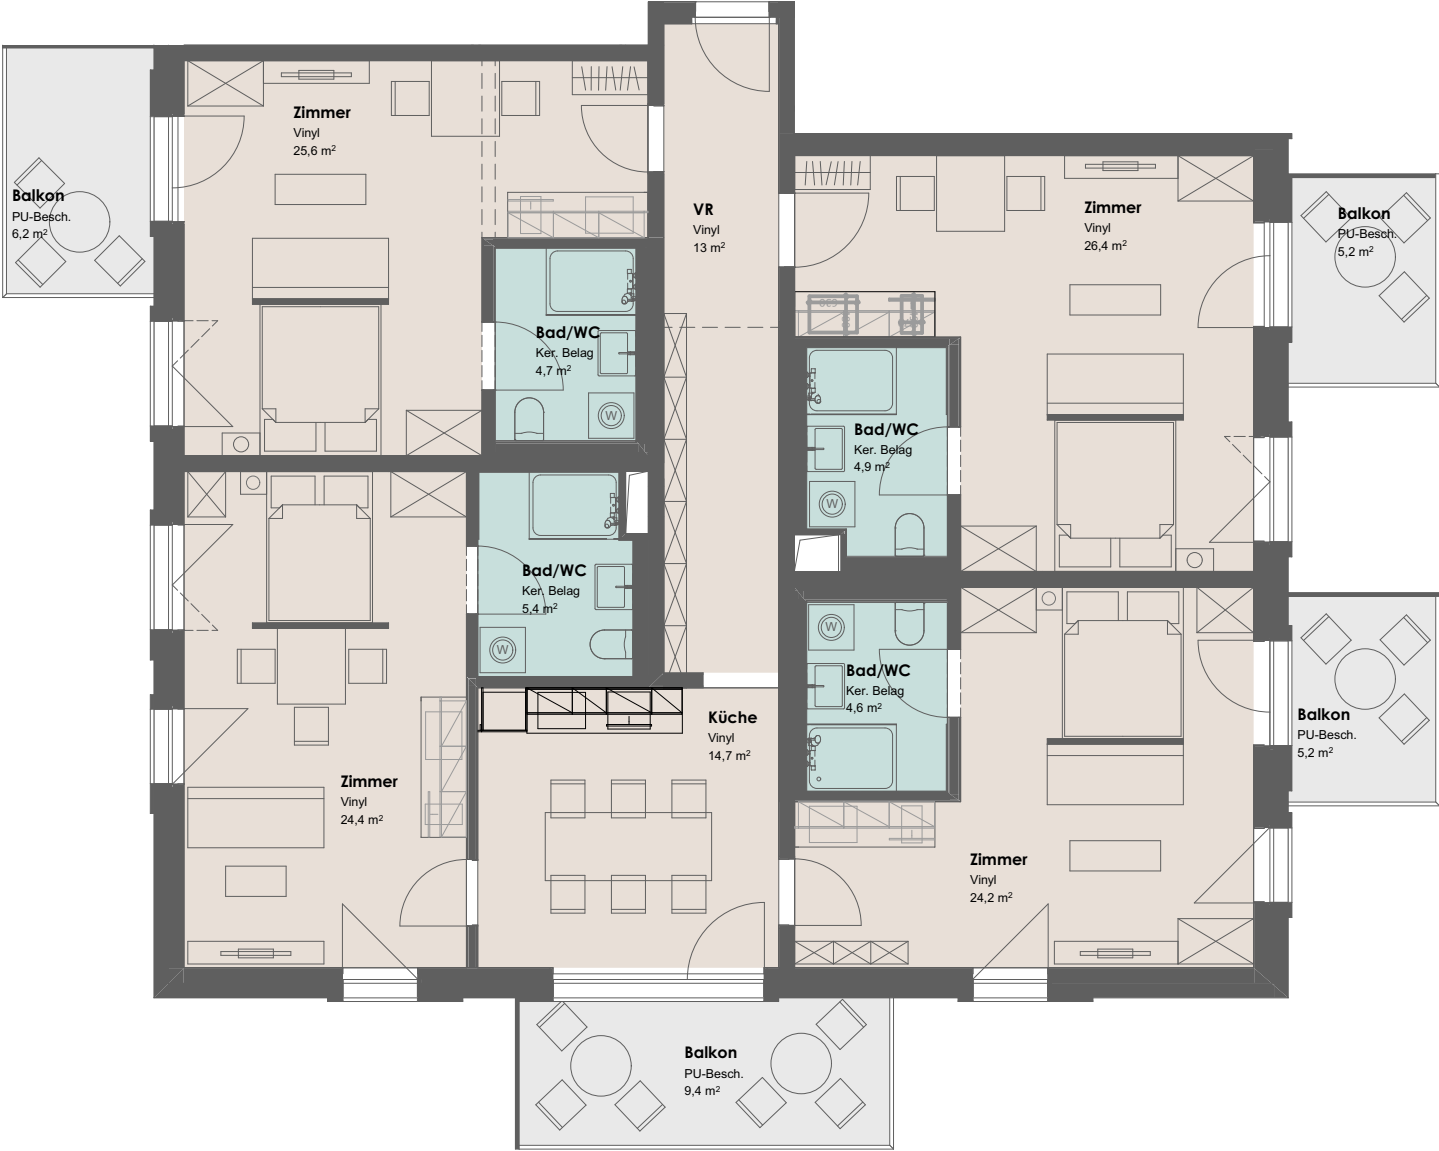 Zimmer
Vinyl
25,6 m²
Balkon
PU-Besch.
6,2 m²
VR
Vinyl
13 m²
Zimmer
Vinyl
26,4 m²
Balkon
PU-Besch.
5,2 m²
Bad/WC
Ker. Belag
4,7 m²
W
Bad/WC
Ker. Belag
4,9 m²
W
Bad/WC
Ker. Belag
5,4 m²
W
W
Bad/WC
Ker. Belag
4,6 m²
Küche
Vinyl
14,7 m²
Balkon
PU-Besch.
5,2 m²
Zimmer
Vinyl
24,4 m²
Zimmer
Vinyl
24,2 m²
Balkon
PU-Besch.
9,4 m²